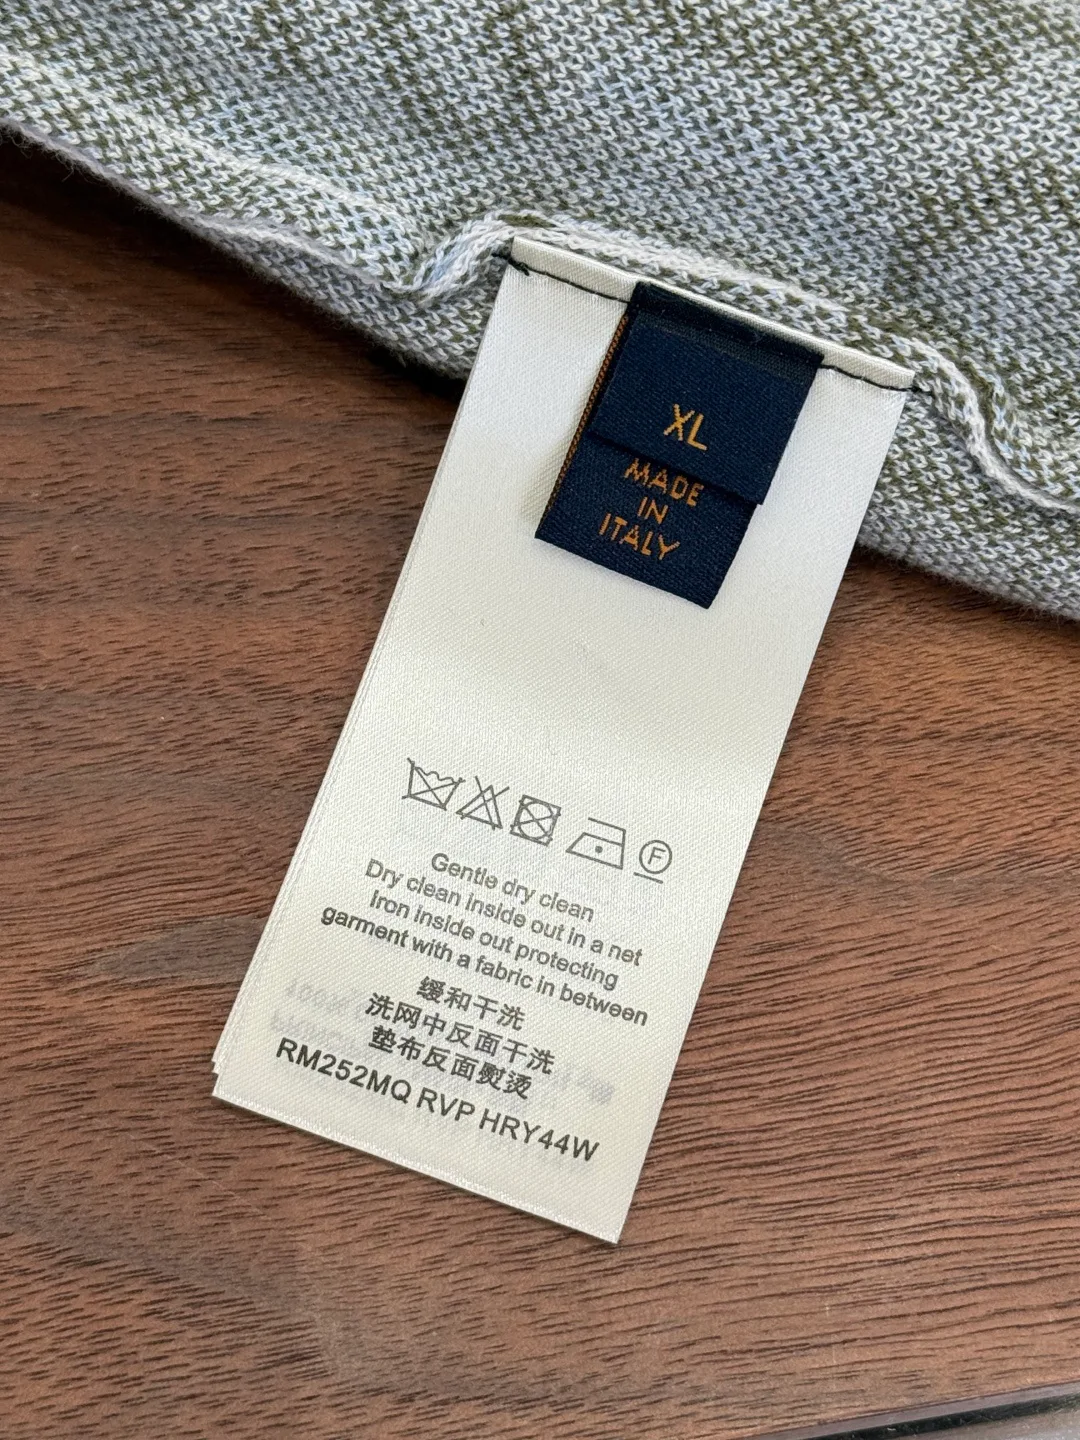 XL
MADE
IN
ITALY
F
Gentle dry clean
Dry clean inside out in a net
Iron inside out protecting
garment with a fabric in between
缓和干洗
洗网中反面干洗
垫布反面熨烫
RM252MQ RVP HRY44W